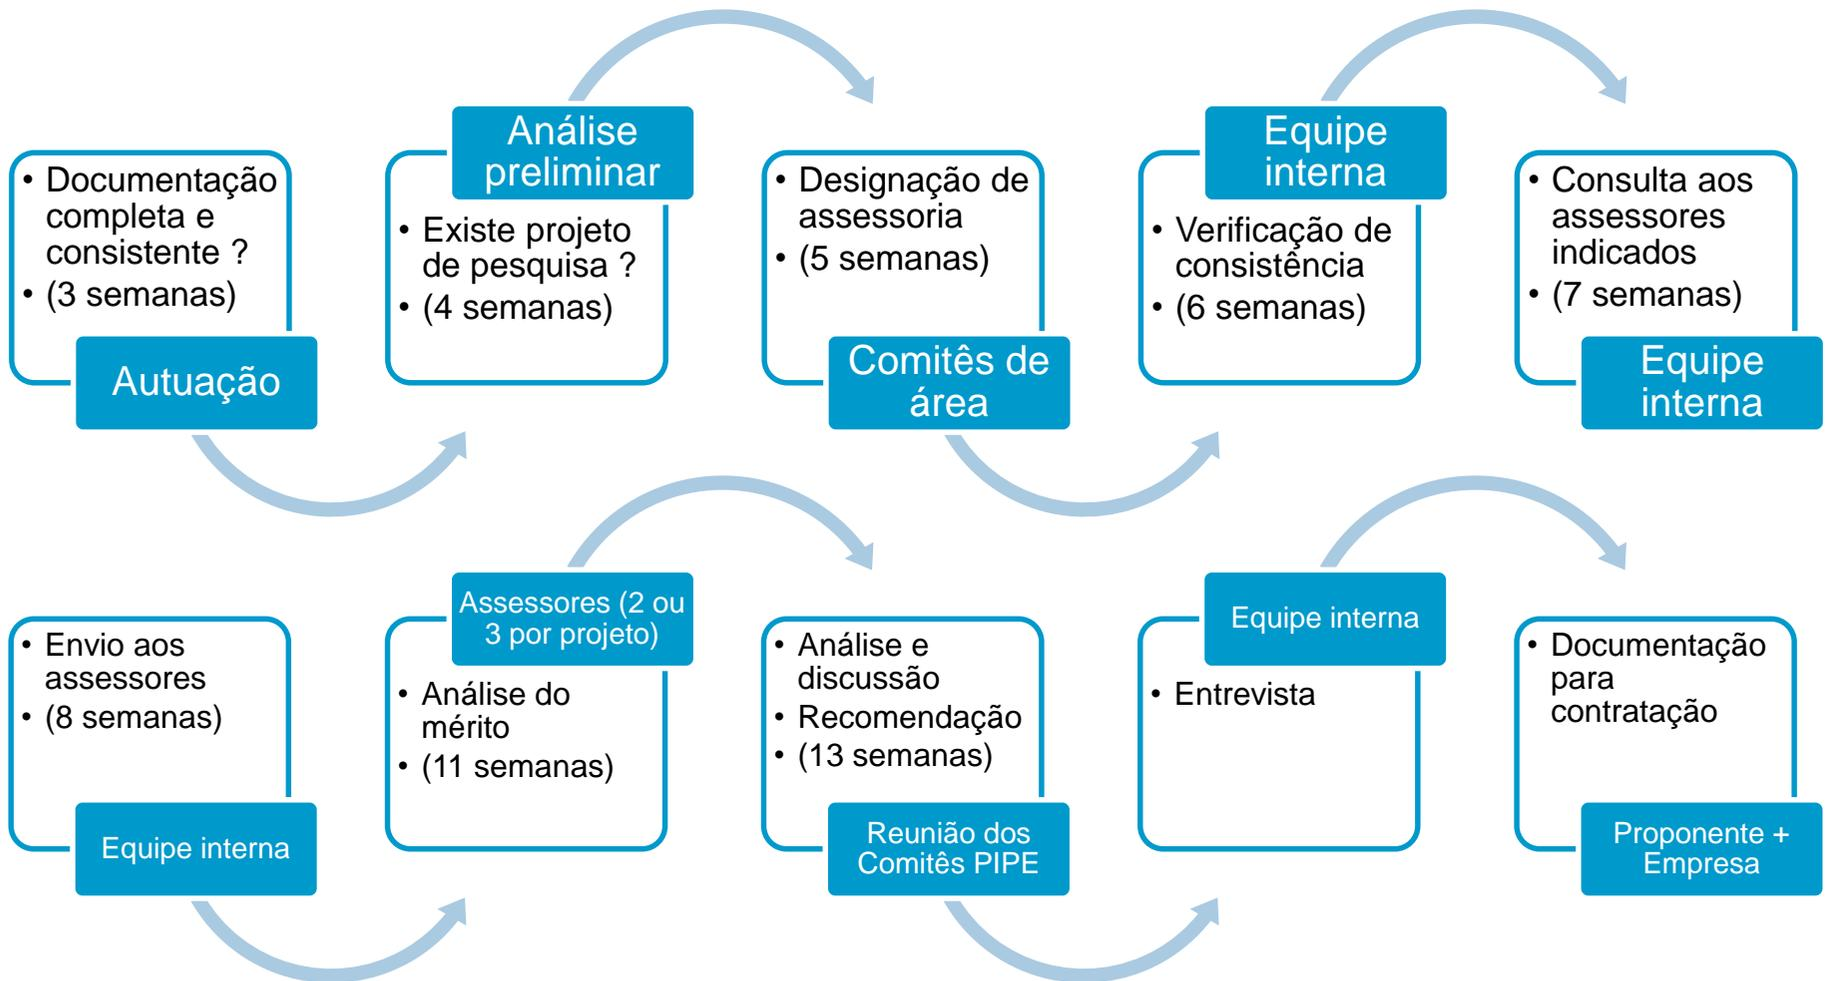 • Documentação
completa e
consistente ?
• (3 semanas)
Autuação
Análise
preliminar
• Existe projeto
de pesquisa ?
• (4 semanas)
• Designação de
assessoria
• (5 semanas)
Comitês de
área
Equipe
interna
• Verificação de
consistência
• (6 semanas)
• Consulta aos
assessores
indicados
• (7 semanas)
Equipe
interna
• Envio aos
assessores
• (8 semanas)
Equipe interna
Assessores (2 ou
3 por projeto)
• Análise do
mérito
• (11 semanas)
• Análise e
discussão
• Recomendação
• (13 semanas)
Reunião dos
Comitês PIPE
Equipe interna
• Entrevista
• Documentação
para
contratação
Proponente +
Empresa